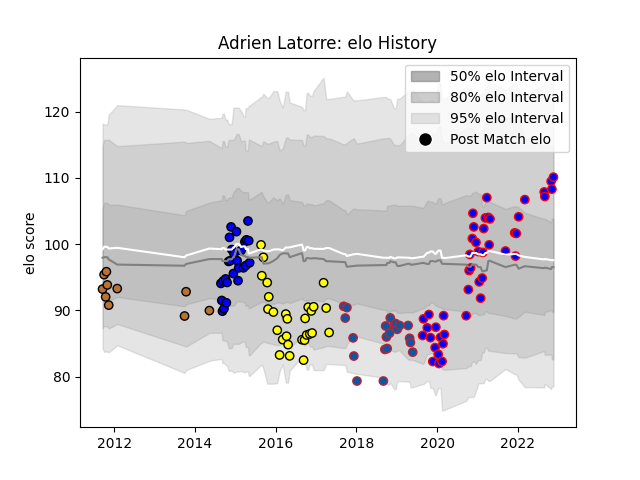 Adrien Latorre: elo History
50% elo Interval
80% elo Interval
95% elo Interval
Post Match elo
elo score
120
110
100
90
80
2012 2014 2016 2018 2020 2022